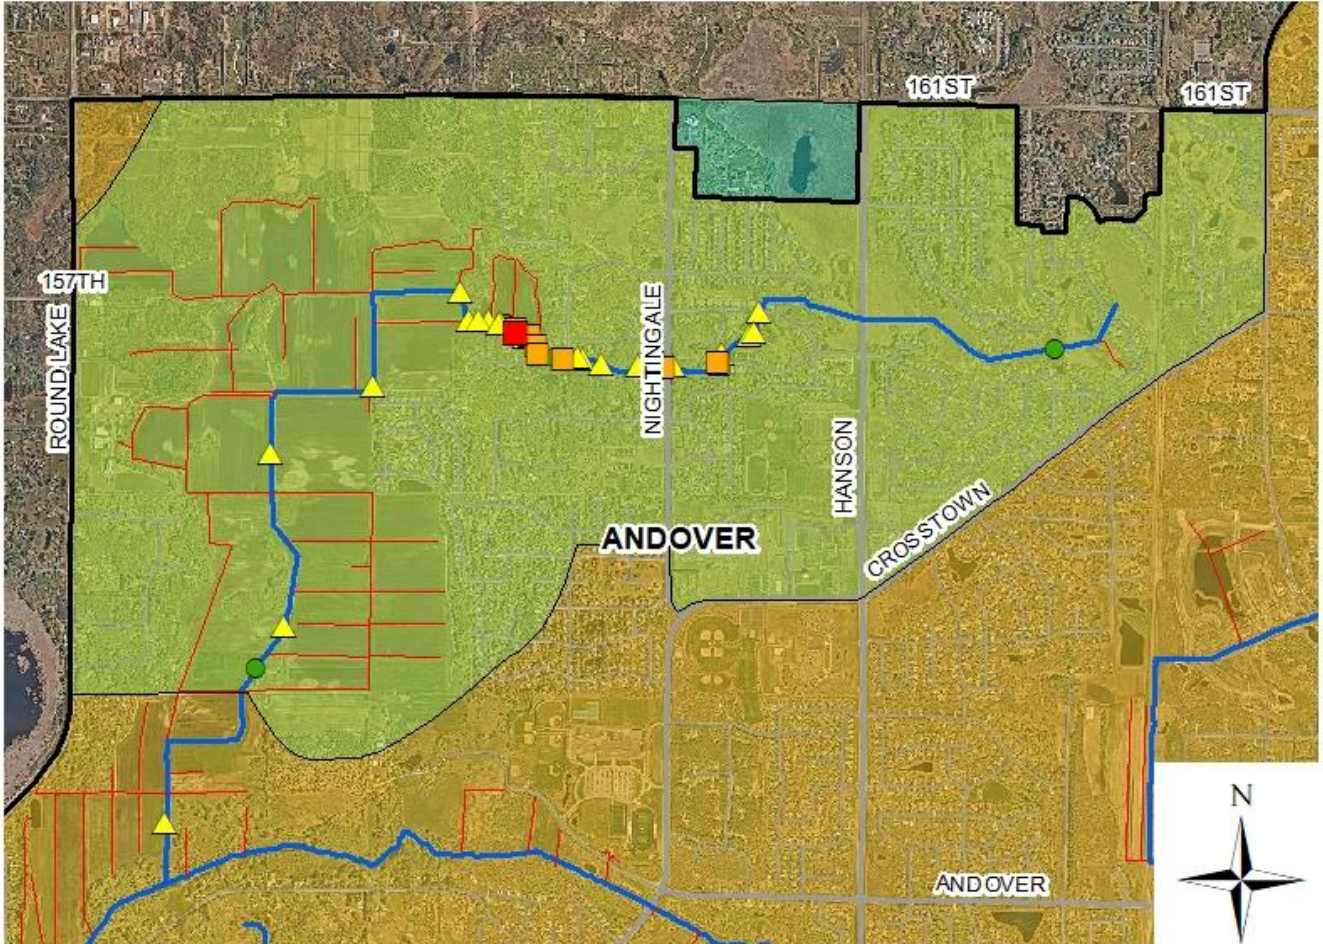 161ST
161ST
157TH
ROUND LAKE
NIGHTINGALE
HANSON
CROSSTOWN
ANDOVER
N
ANDOVER